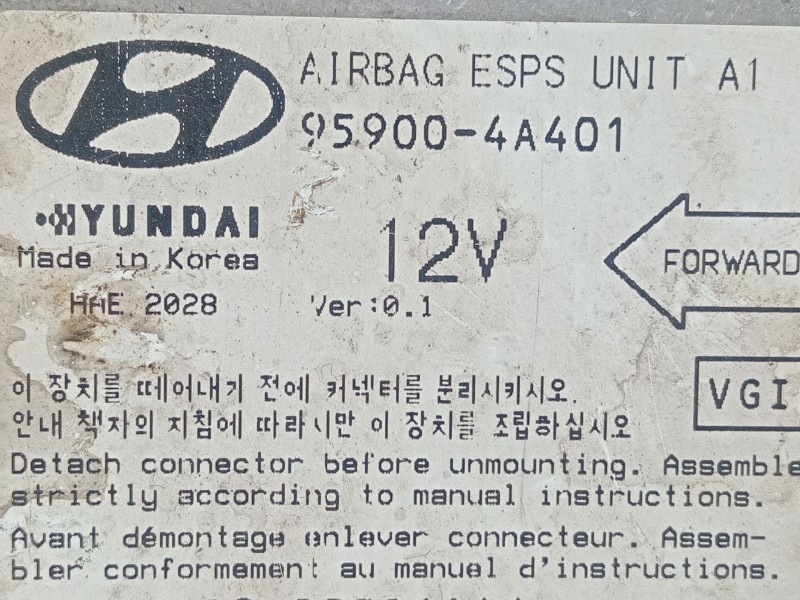 AIRBAG ESPS UNIT A1
95900-4A401
HYUNDAI
Made in Korea
12V
FORWARD
HAE 2028
Ver:0.1
이 장치를 떼어내기 전에 커넥터를 분리시키시오.
VGI
안내 책자의 지침에 따라서만 이 장치를 조립하십시오
Detach connector before unmounting. Assemble
strictly according to manual instructions.
Avant démontage enlever connecteur. Assem-
bler conformement au manuel d'instructions.